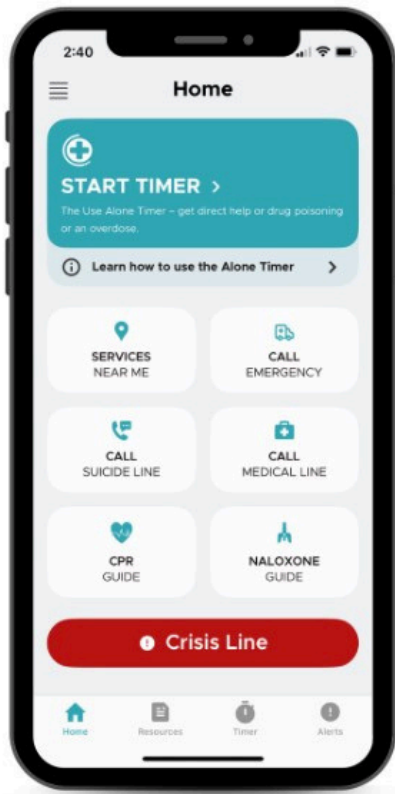 2:40
Home
START TIMER >
The Use Alone Timer – get direct help or drug poisoning
or an overdose.
Learn how to use the Alone Timer >
SERVICES
NEAR ME
CALL
EMERGENCY
CALL
SUICIDE LINE
CALL
MEDICAL LINE
CPR
GUIDE
NALOXONE
GUIDE
Crisis Line
Home
Resources
Timer
Alerts